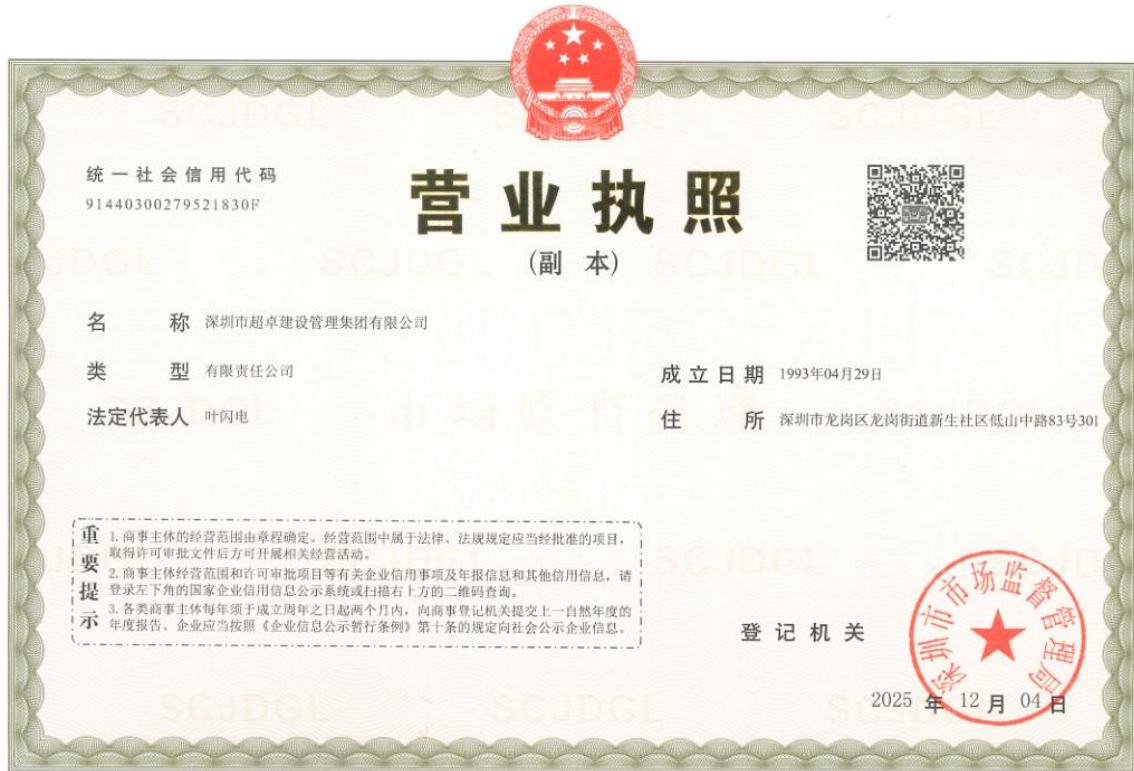 统一社会信用代码
91440300279521830F
营业执照
(副 本)
名 称 深圳市超卓建设管理集团有限公司
类 型 有限责任公司
法定代表人 叶闪电
成立日期 1993年04月29日
住 所 深圳市龙岗区龙岗街道新生社区低山中路83号301
重要提示
1. 商事主体的经营范围由章程确定。经营范围中属于法律、法规规定应当经批准的项目，
取得许可审批文件后方可开展相关经营活动。
2. 商事主体经营范围和许可审批项目等有关企业信用事项及年报信息和其他信用信息，请
登录左下角的国家企业信用信息公示系统或扫描右上方的二维码查询。
3. 各类商事主体每年须于成立周年之日起两个月内，向商事登记机关提交上一自然年度的
年度报告。企业应当按照《企业信息公示暂行条例》第十条的规定向社会公示企业信息。
登记机关
深圳市市场监督管理局
2025 年 12 月 04 日
SCJDGL
市场监督管理